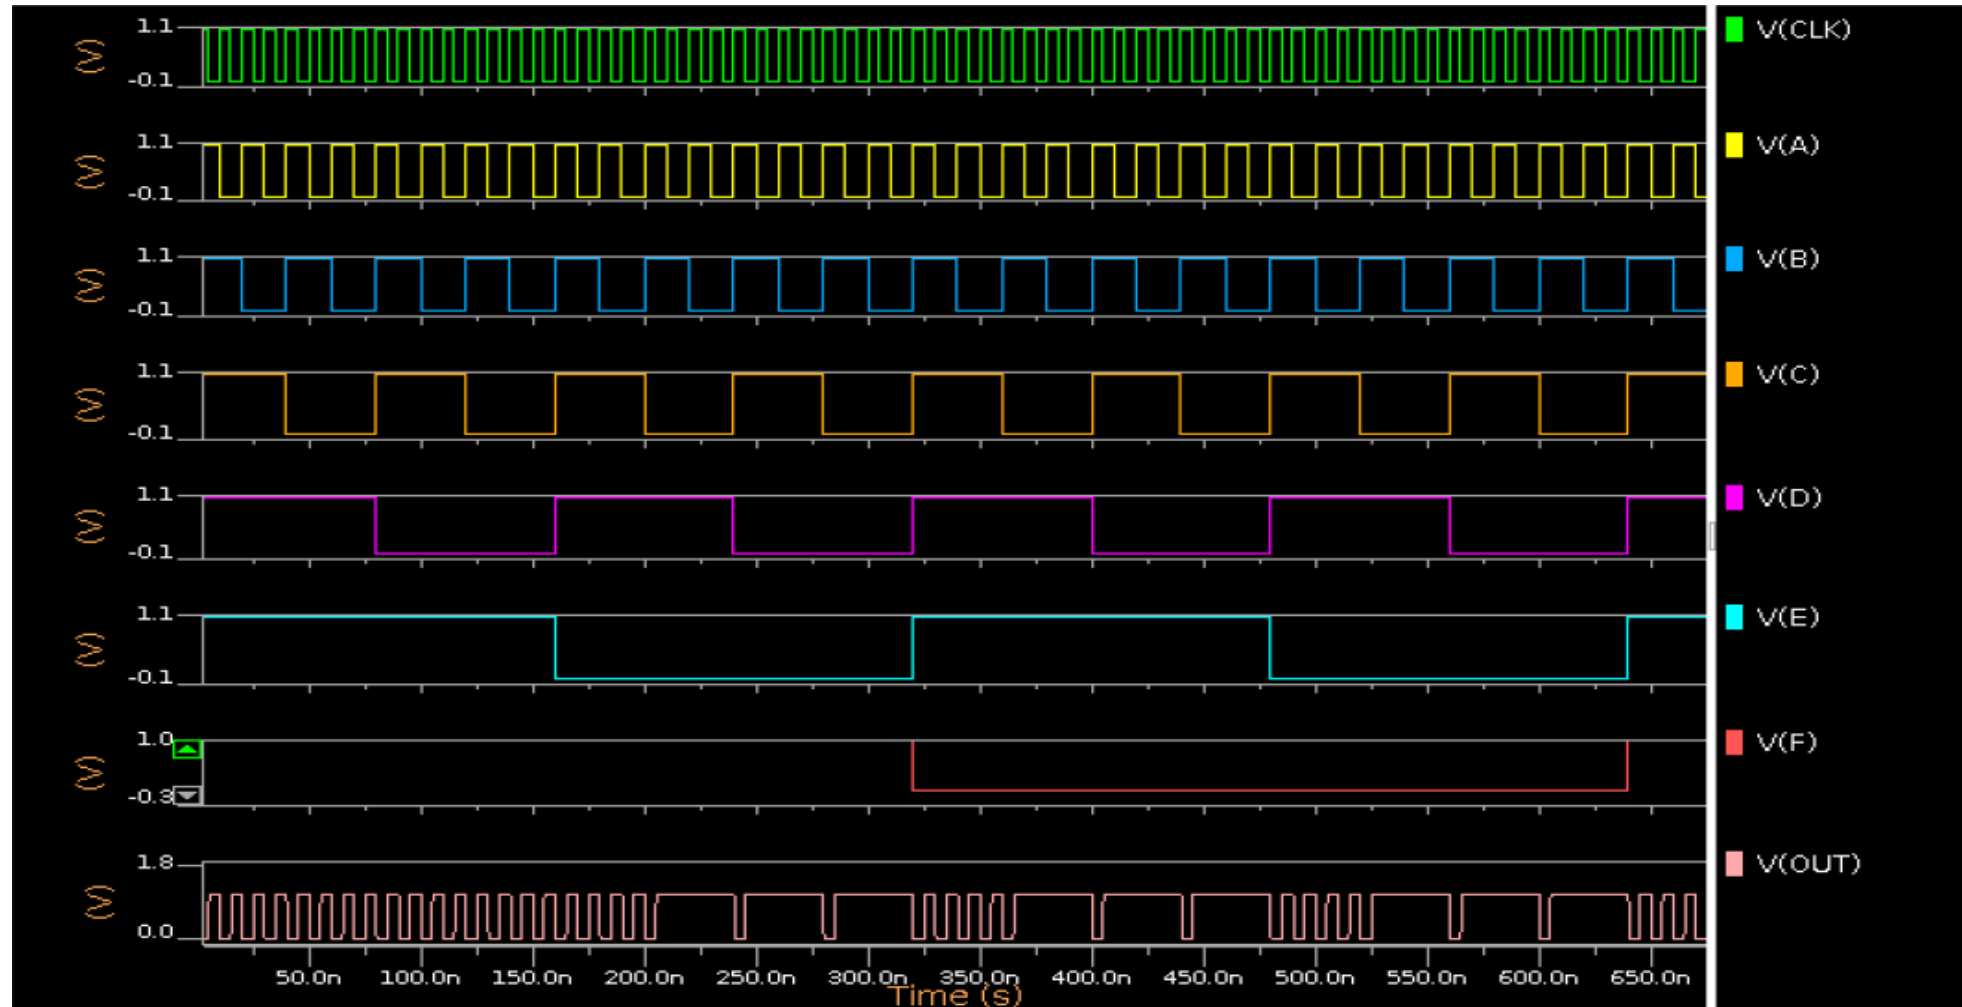 1.1
(V)
-0.1
V(CLK)
1.1
(V)
-0.1
V(A)
1.1
(V)
-0.1
V(B)
1.1
(V)
-0.1
V(C)
1.1
(V)
-0.1
V(D)
1.1
(V)
-0.1
V(E)
1.0
(V)
-0.3
V(F)
1.8
(V)
0.0
V(OUT)
50.0n 100.0n 150.0n 200.0n 250.0n 300.0n 350.0n 400.0n 450.0n 500.0n 550.0n 600.0n 650.0n
Time (s)